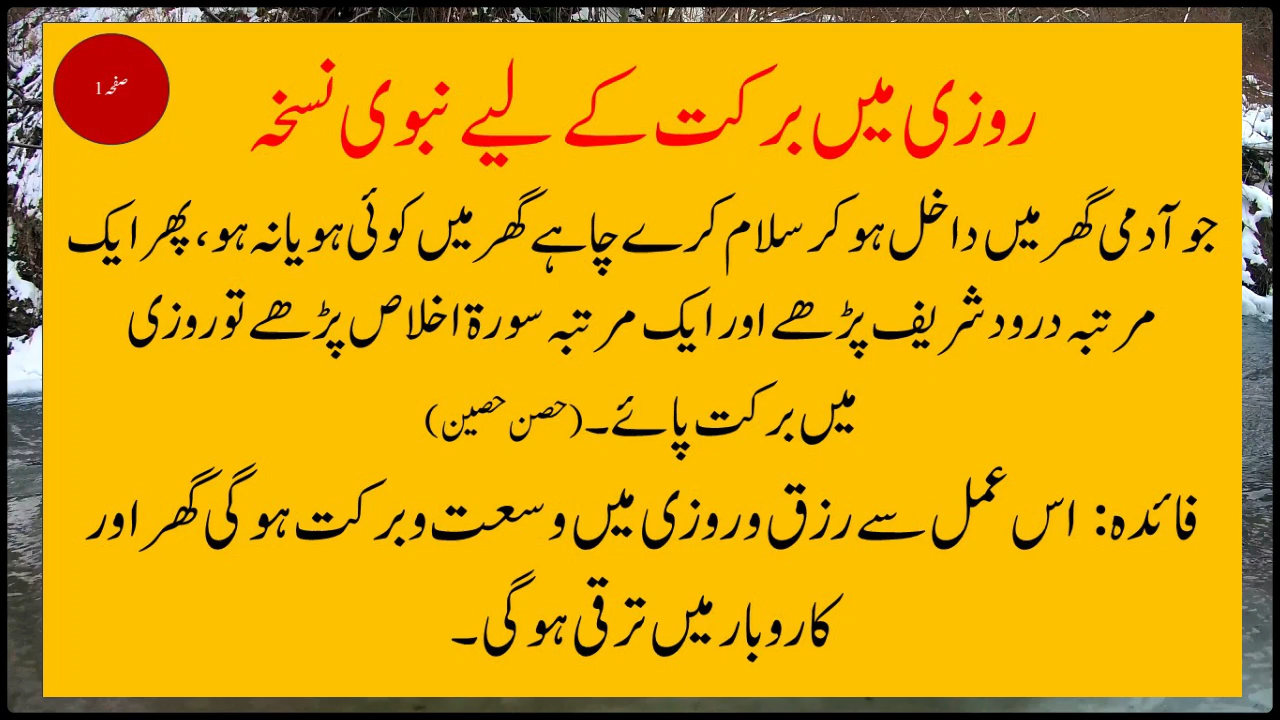 صفحہ 1
روزی میں برکت کے لیے نبوی نسخہ
جو آدمی گھر میں داخل ہو کر سلام کرے چاہے گھر میں کوئی ہو یا نہ ہو، پھر ایک
مرتبہ درود شریف پڑھے اور ایک مرتبہ سورۃ اخلاص پڑھے تو روزی
میں برکت پائے۔(حصن حصین)
فائدہ: اس عمل سے رزق و روزی میں وسعت و برکت ہو گی گھر اور
کاروبار میں ترقی ہو گی۔